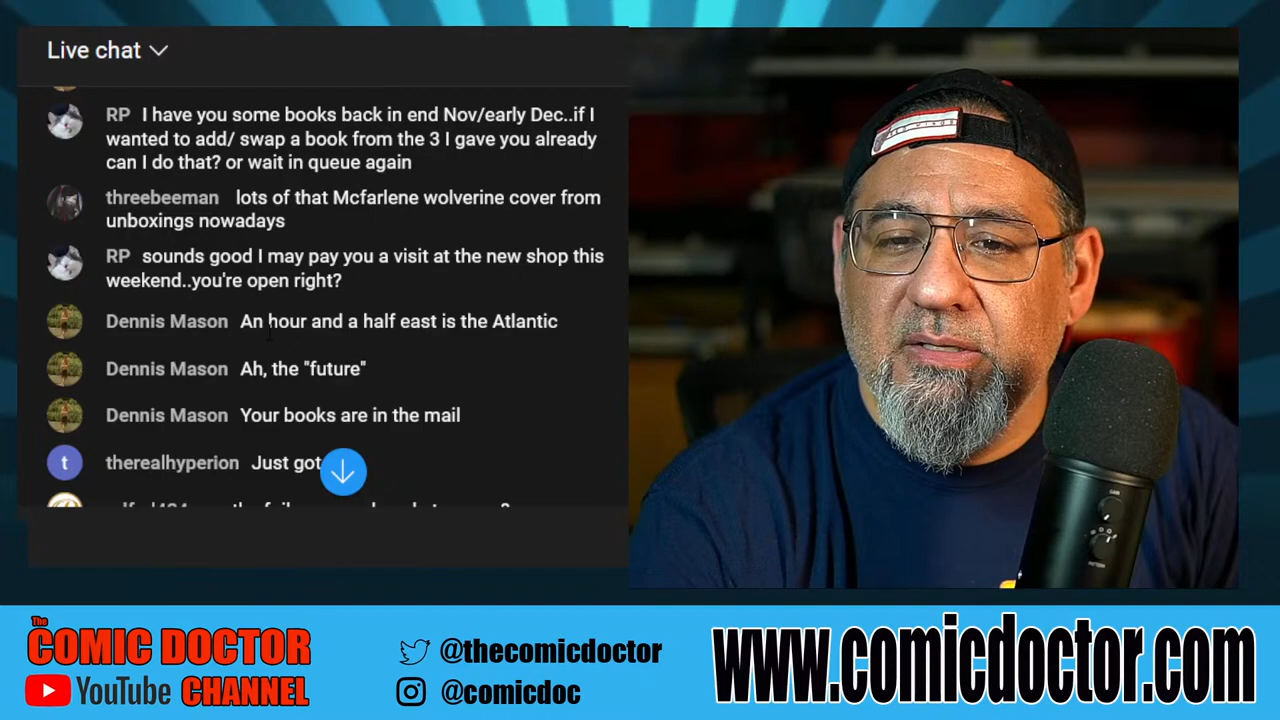 Live chat
RP I have you some books back in end Nov/early Dec..if I
wanted to add/ swap a book from the 3 I gave you already
can I do that? or wait in queue again
threebeeman lots of that Mcfarlene wolverine cover from
unboxings nowadays
RP sounds good I may pay you a visit at the new shop this
weekend..you're open right?
Dennis Mason An hour and a half east is the Atlantic
Dennis Mason Ah, the "future"
Dennis Mason Your books are in the mail
t therealhyperion Just got
The
COMIC DOCTOR
YouTube CHANNEL
@thecomicdoctor
@comicdoc
www.comicdoctor.com